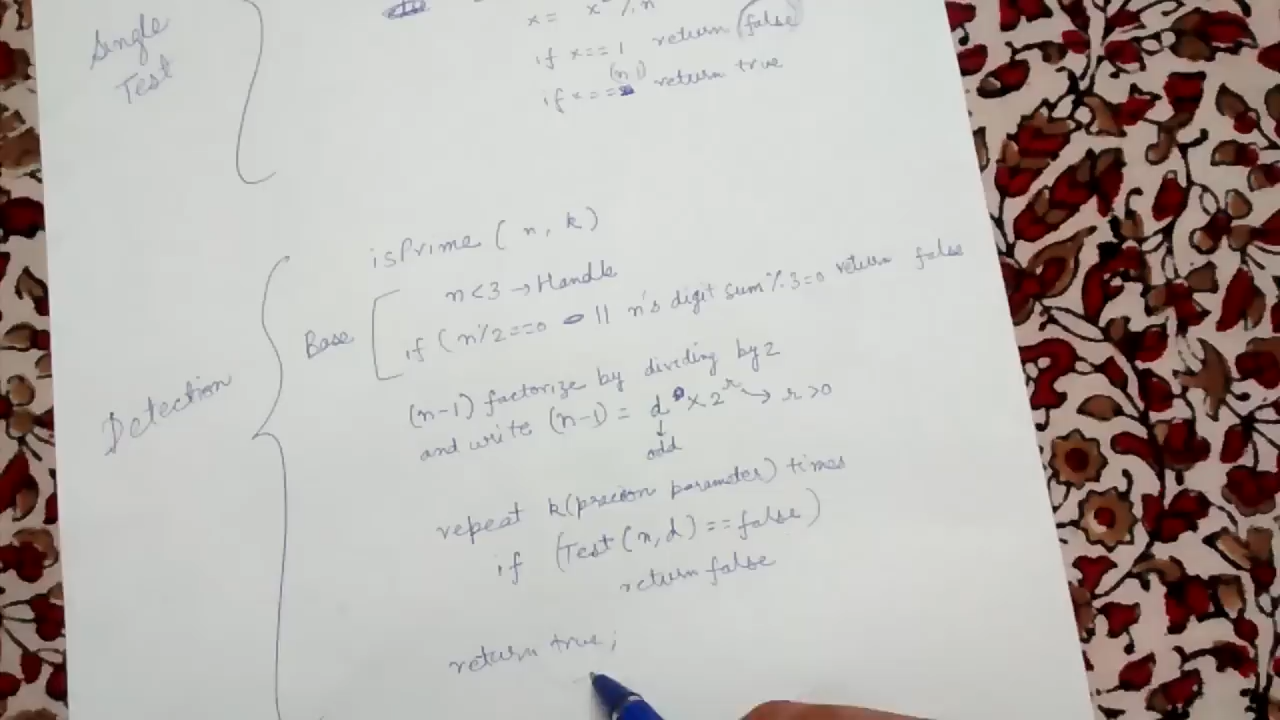 Single
Test
x = x² % n
if x == 1 return false
(n-1)
if x == return true
isPrime (n, k)
n<3 → Handle
Base
if (n%2==0 || n's digit sum % 3=0 return false
Detection
(n-1) factorize by dividing by 2
and write (n-1) = d × 2^r → r>0
odd
repeat k(precion parameter) times
if (Test (n,d) == false)
return false
return true;